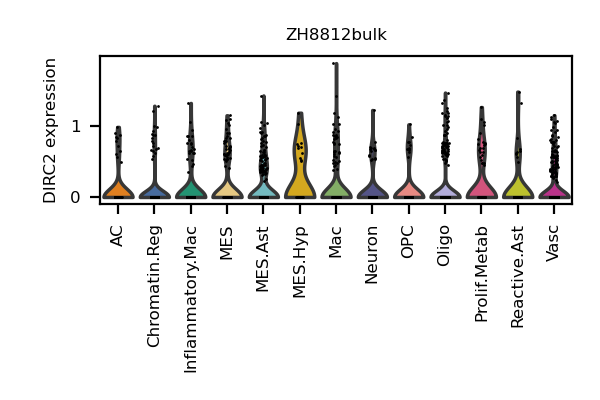 ZH8812bulk
DIRC2 expression
1
0
AC
Chromatin.Reg
Inflammatory.Mac
MES
MES.Ast
MES.Hyp
Mac
Neuron
OPC
Oligo
Prolif.Metab
Reactive.Ast
Vasc